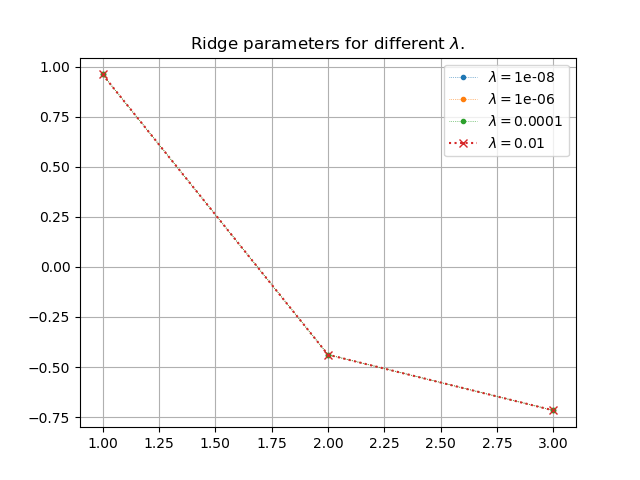 Ridge parameters for different λ.
λ = 1e-08
λ = 1e-06
λ = 0.0001
λ = 0.01
1.00
0.75
0.50
0.25
0.00
−0.25
−0.50
−0.75
1.00 1.25 1.50 1.75 2.00 2.25 2.50 2.75 3.00